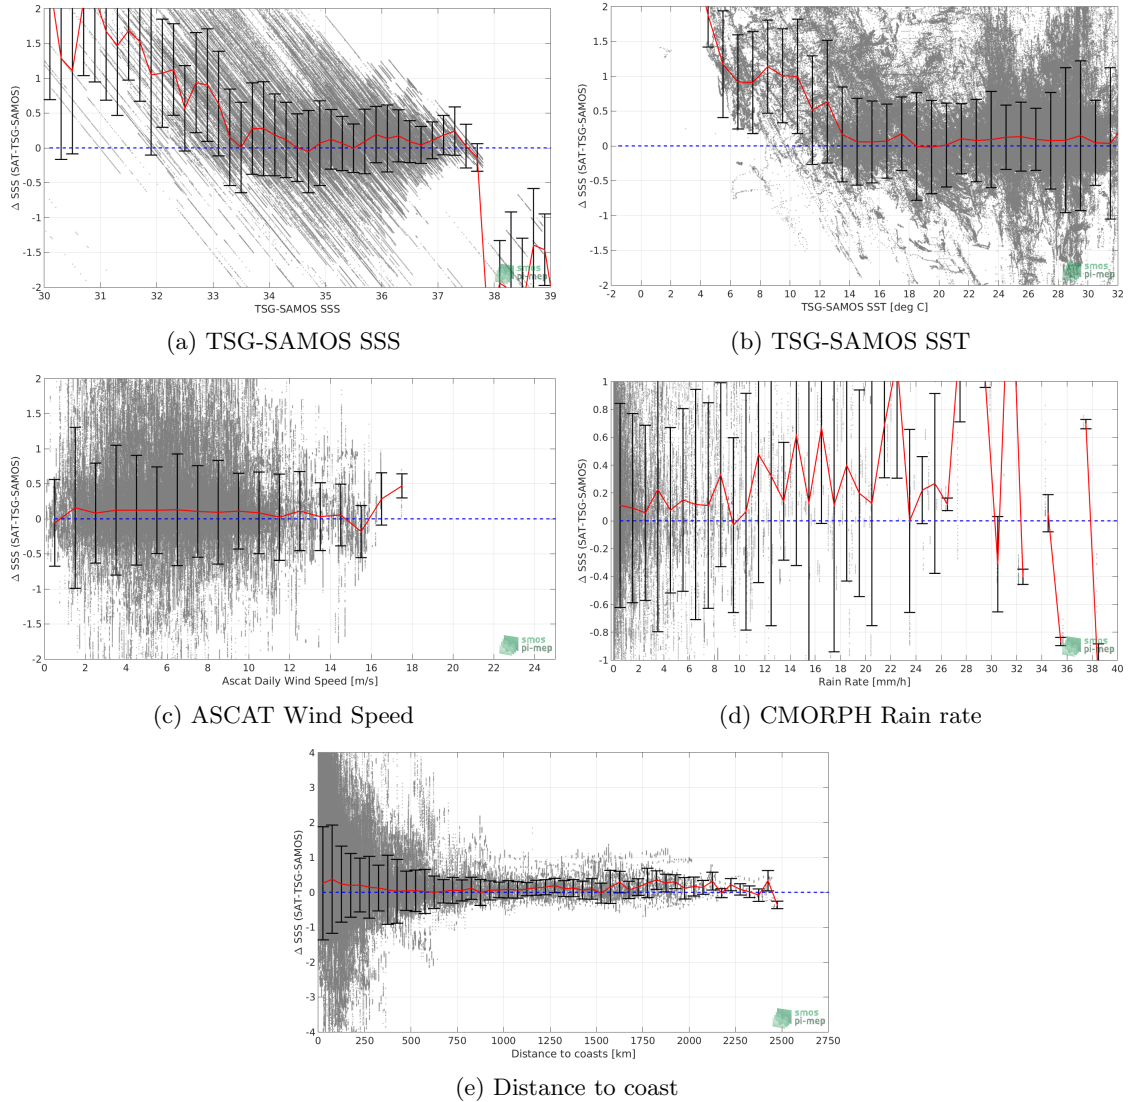 Δ SSS (SAT-TSG-SAMOS)
2
1.5
1
0.5
0
-0.5
-1
-1.5
-2
30 31 32 33 34 35 36 37 38 39
TSG-SAMOS SSS
smos
pi-mep
(a) TSG-SAMOS SSS
Δ SSS (SAT-TSG-SAMOS)
2
1.5
1
0.5
0
-0.5
-1
-1.5
-2
-2 0 2 4 6 8 10 12 14 16 18 20 22 24 26 28 30 32
TSG-SAMOS SST [deg C]
smos
pi-mep
(b) TSG-SAMOS SST
Δ SSS (SAT-TSG-SAMOS)
2
1.5
1
0.5
0
-0.5
-1
-1.5
-2
0 2 4 6 8 10 12 14 16 18 20 22 24
Ascat Daily Wind Speed [m/s]
smos
pi-mep
(c) ASCAT Wind Speed
Δ SSS (SAT-TSG-SAMOS)
1
0.8
0.6
0.4
0.2
0
-0.2
-0.4
-0.6
-0.8
-1
0 2 4 6 8 10 12 14 16 18 20 22 24 26 28 30 32 34 36 38 40
Rain Rate [mm/h]
smos
pi-mep
(d) CMORPH Rain rate
Δ SSS (SAT-TSG-SAMOS)
4
3
2
1
0
-1
-2
-3
-4
0 250 500 750 1000 1250 1500 1750 2000 2250 2500 2750
Distance to coasts [km]
smos
pi-mep
(e) Distance to coast